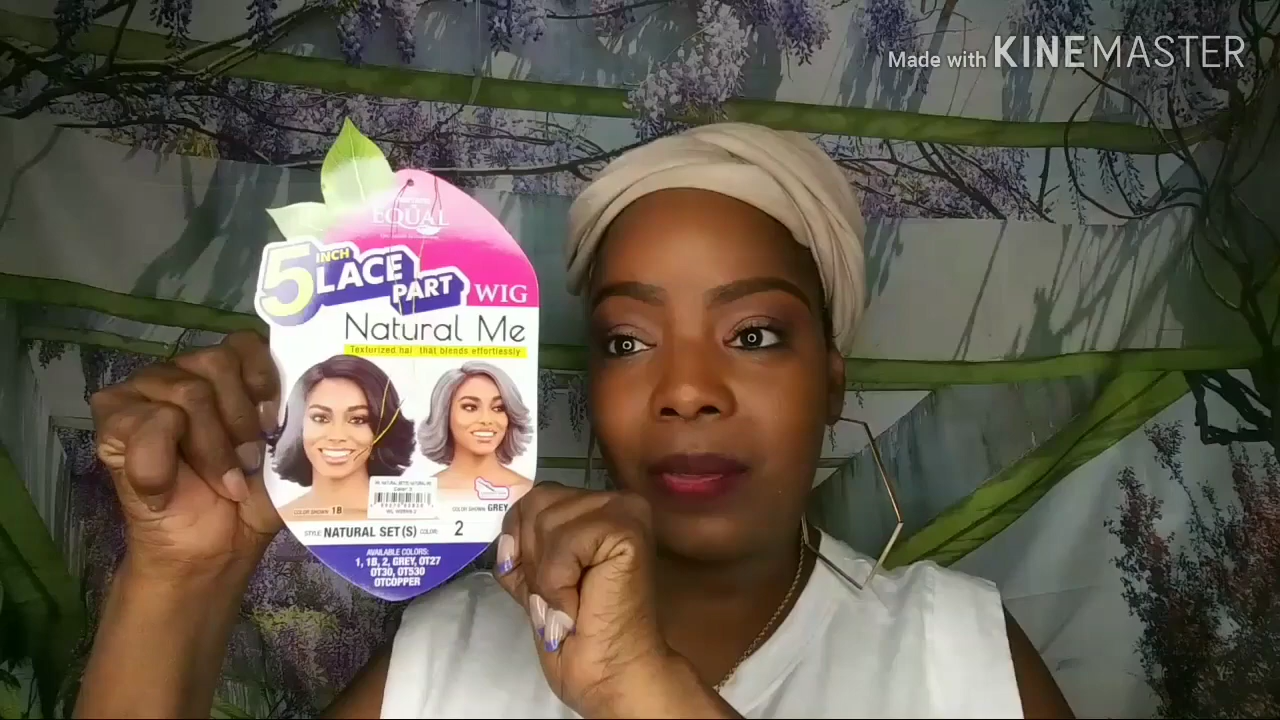 Made with KINEMASTER
EQUAL
5 INCH
LACE
PART WIG
Natural Me
Texturized hair that blends effortlessly
COLOR SHOWN 1B
COLOR SHOWN GREY
STYLE NATURAL SET(S) COLOR 2
AVAILABLE COLORS:
1, 1B, 2, GREY, OT27
OT30, OT530
OTCOPPER